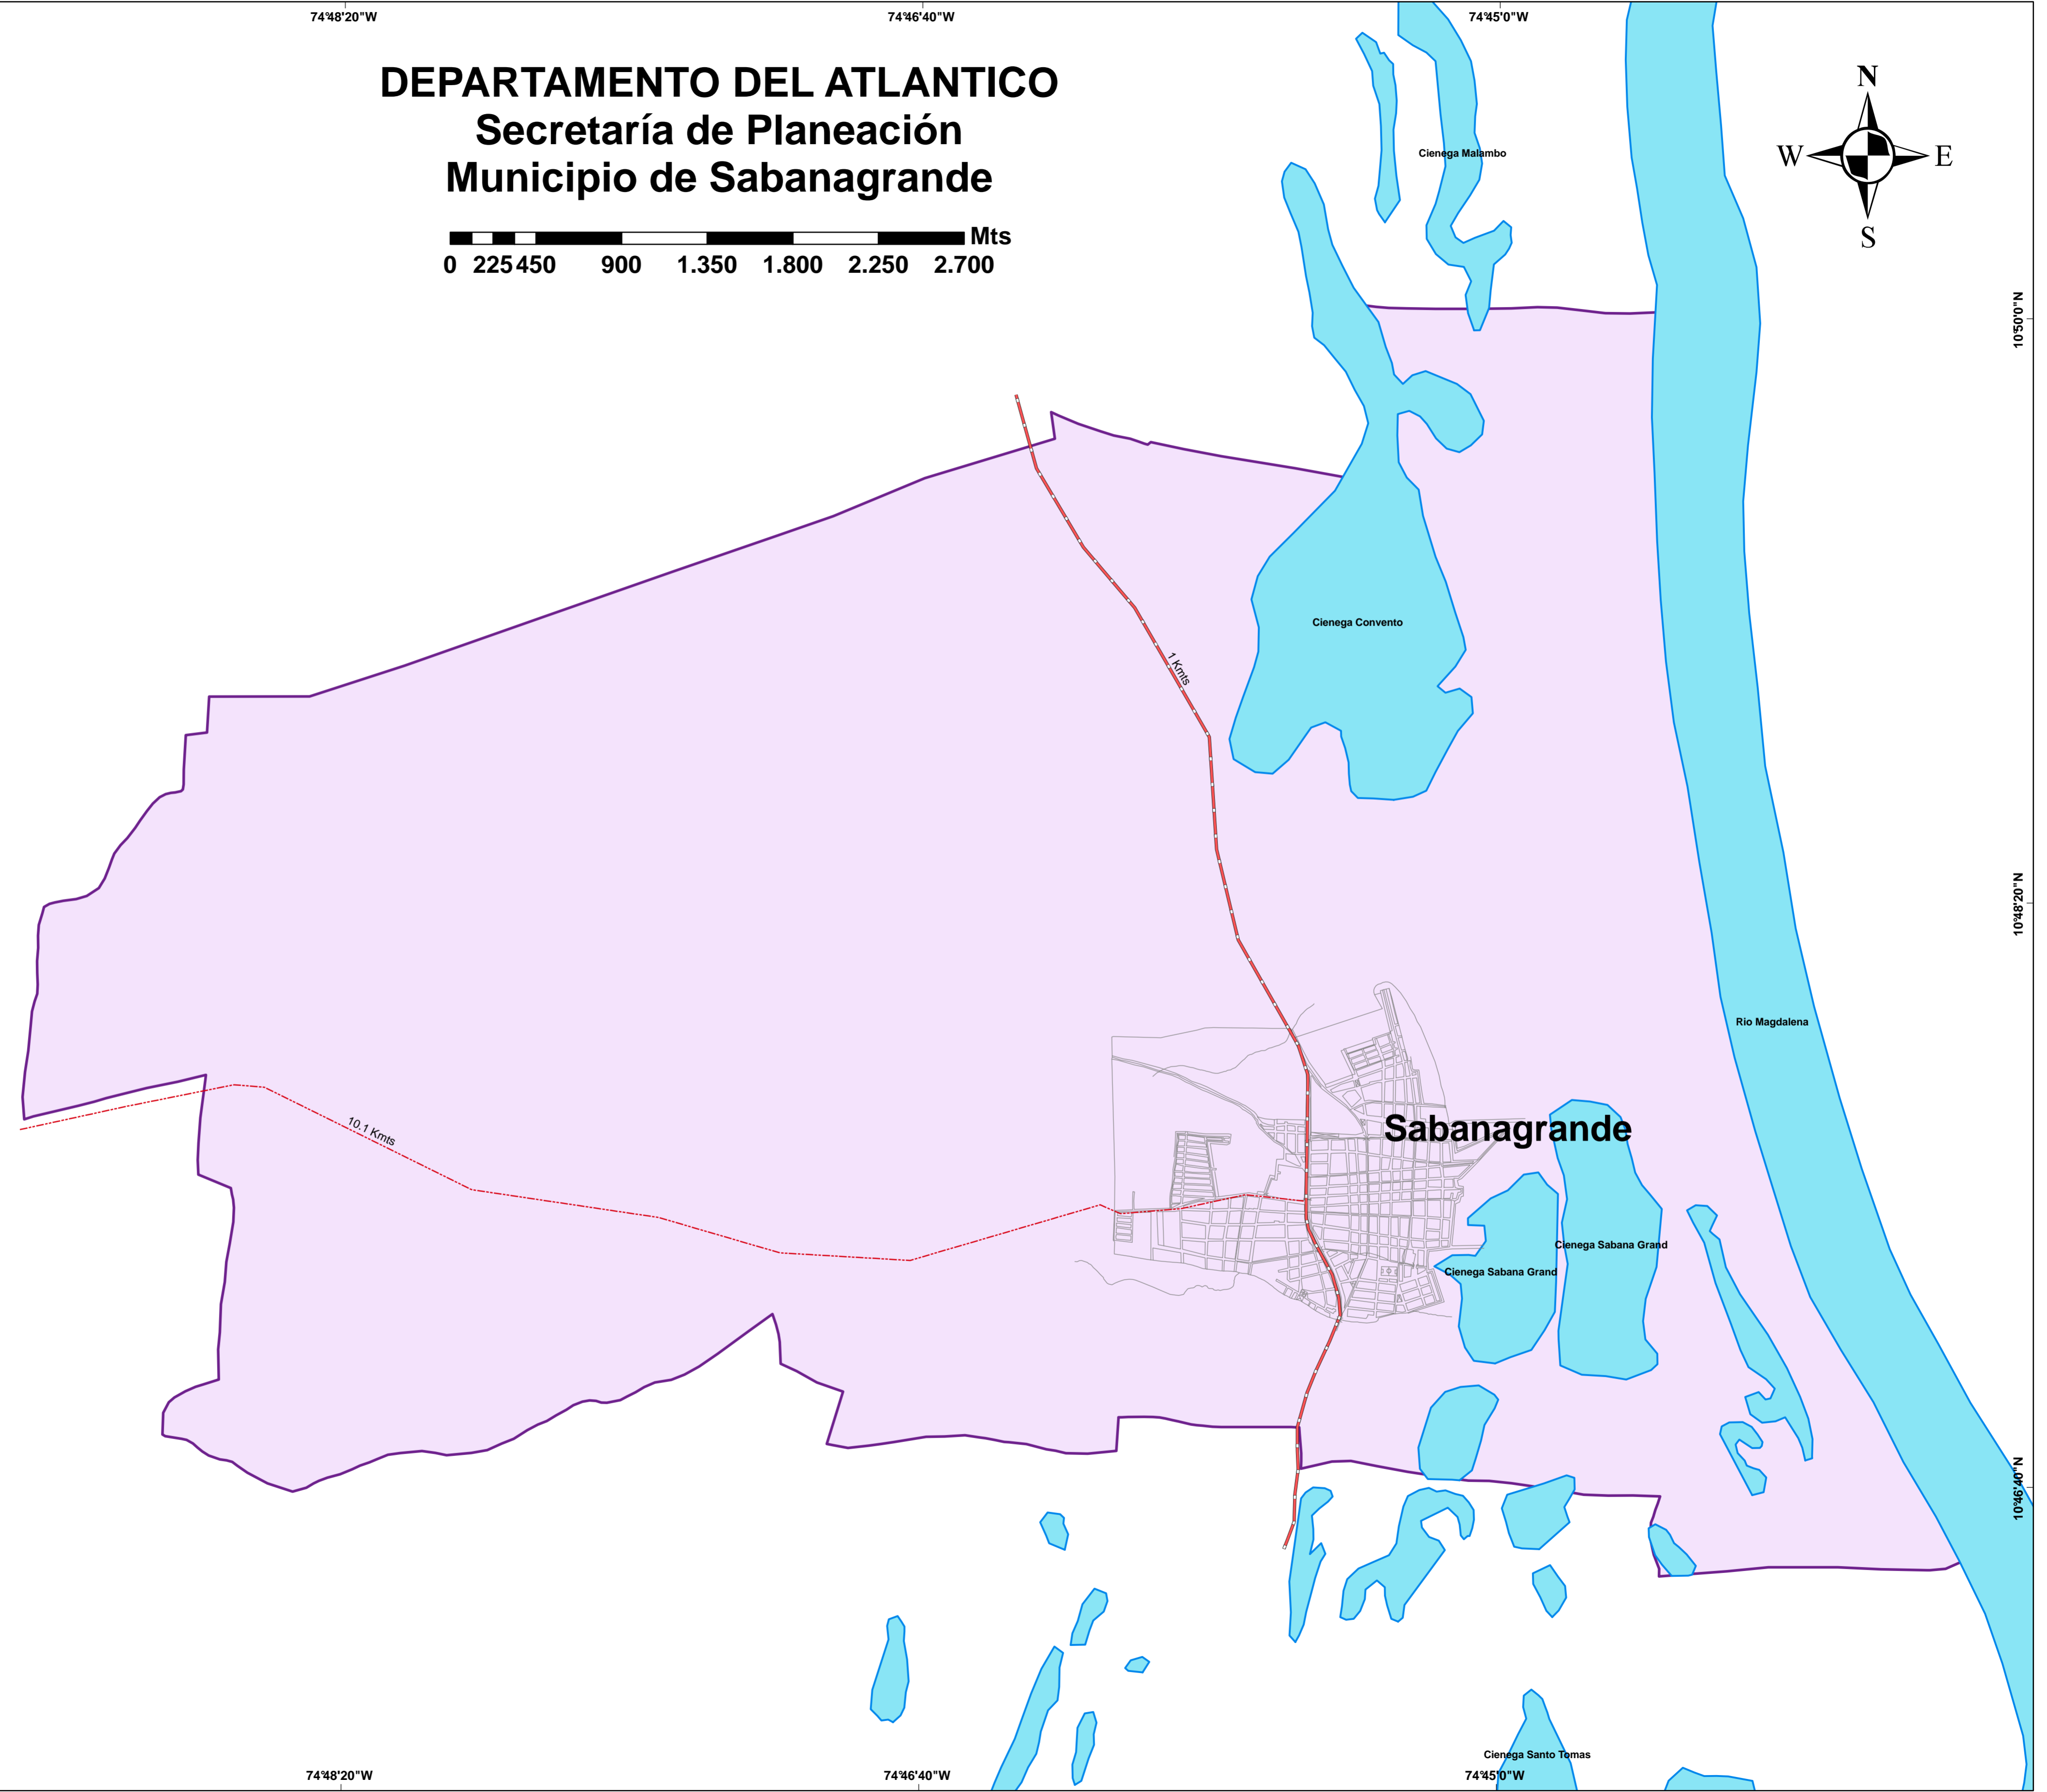 74°48'20"W
74°46'40"W
74°45'0"W
DEPARTAMENTO DEL ATLANTICO
Secretaría de Planeación
Municipio de Sabanagrande
Mts
0 225 450 900 1.350 1.800 2.250 2.700
N
W E
S
Cienega Malambo
10°50'0"N
Cienega Convento
1 Kmts
10°48'20"N
Rio Magdalena
10.1 Kmts
Sabanagrande
Cienega Sabana Grand
Cienega Sabana Grand
10°46'40"N
Cienega Santo Tomas
74°48'20"W
74°46'40"W
74°45'0"W